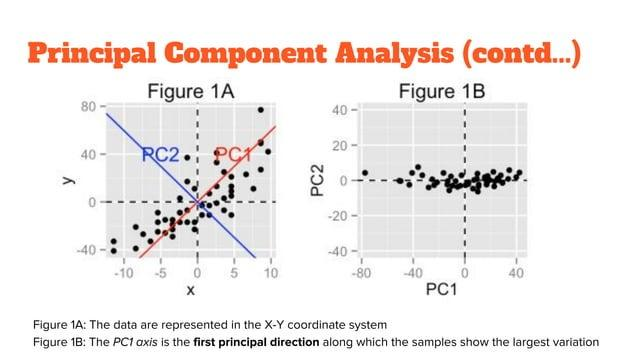 Principal Component Analysis (contd...)
Figure 1A
80
40
0
-40
y
PC2
PC1
-10
-5
0
5
10
x
Figure 1B
40
20
0
-20
-40
PC2
-80
-40
0
40
PC1
Figure 1A: The data are represented in the X-Y coordinate system
Figure 1B: The PC1 axis is the first principal direction along which the samples show the largest variation